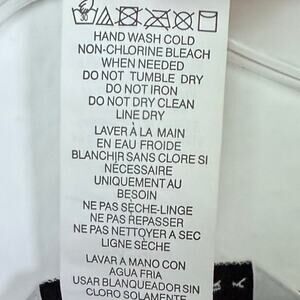 HAND WASH COLD
NON-CHLORINE BLEACH
WHEN NEEDED
DO NOT TUMBLE DRY
DO NOT IRON
DO NOT DRY CLEAN
LINE DRY
LAVER À LA MAIN
EN EAU FROIDE
BLANCHIR SANS CLORE SI
NÉCESSAIRE
UNIQUEMENT AU
BESOIN
NE PAS SÈCHE-LINGE
NE PAS REPASSER
NE PAS NETTOYER A SEC
LIGNE SÈCHE
LAVAR A MANO CON
AGUA FRIA
USAR BLANQUEADOR SIN
CLORO SOLAMENTE